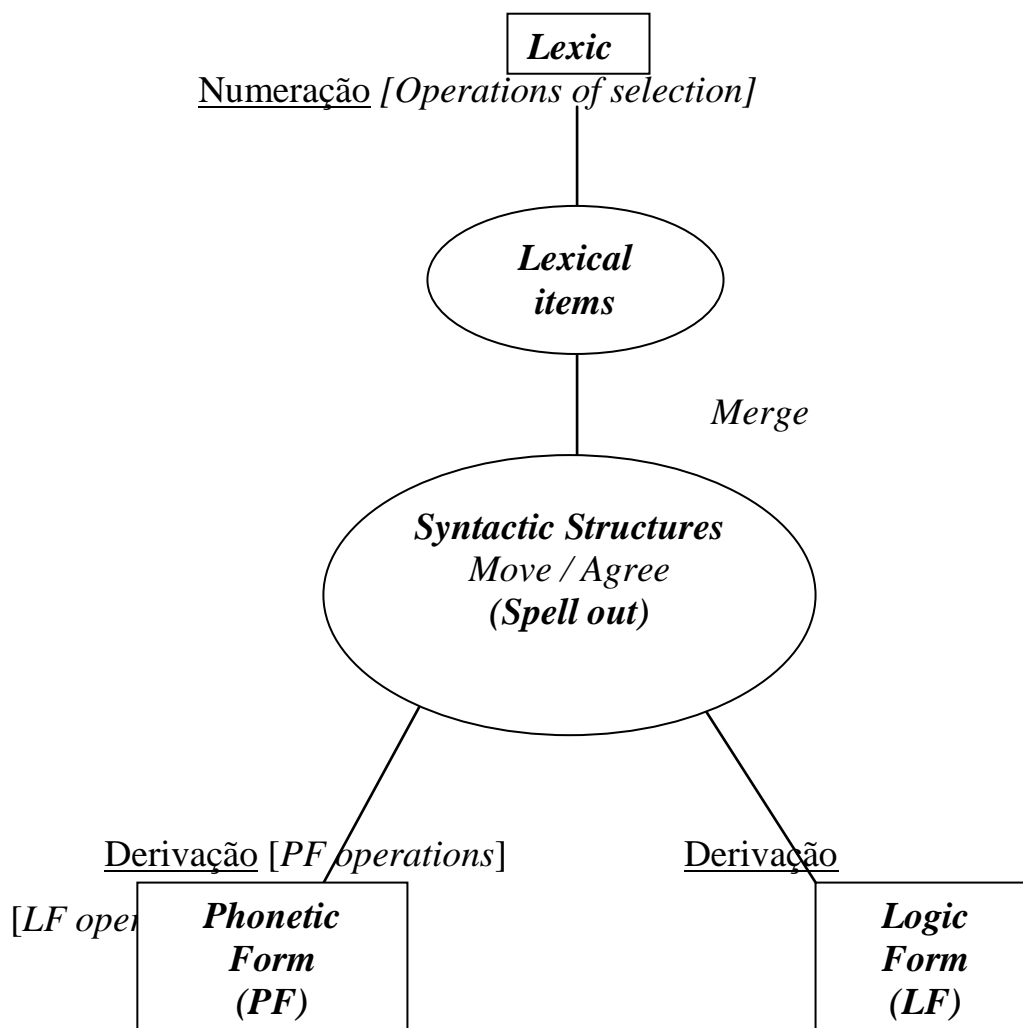 Lexic
Numeração [Operations of selection]
Lexical
items
Merge
Syntactic Structures
Move / Agree
(Spell out)
Derivação [PF operations]
Derivação
[LF
Phonetic
Form
(PF)
Logic
Form
(LF)